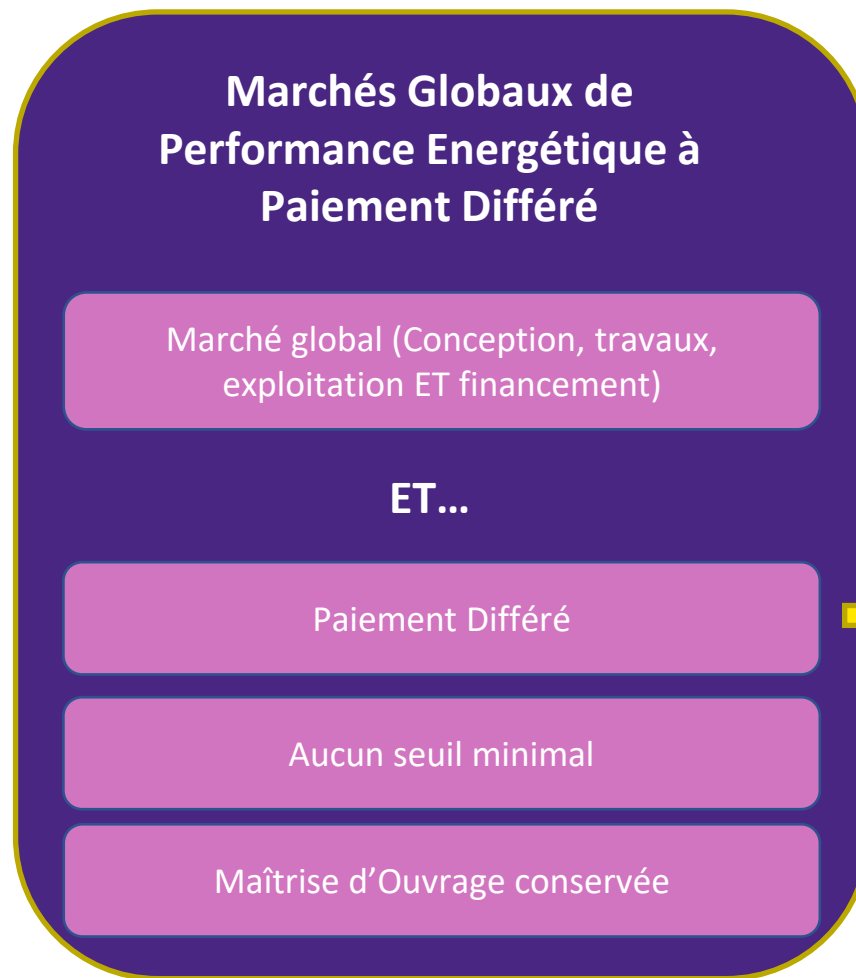 Marchés Globaux de
Performance Energétique à
Paiement Différé
Marché global (Conception, travaux,
exploitation ET financement)
ET...
Paiement Différé
Aucun seuil minimal
Maîtrise d’Ouvrage conservée